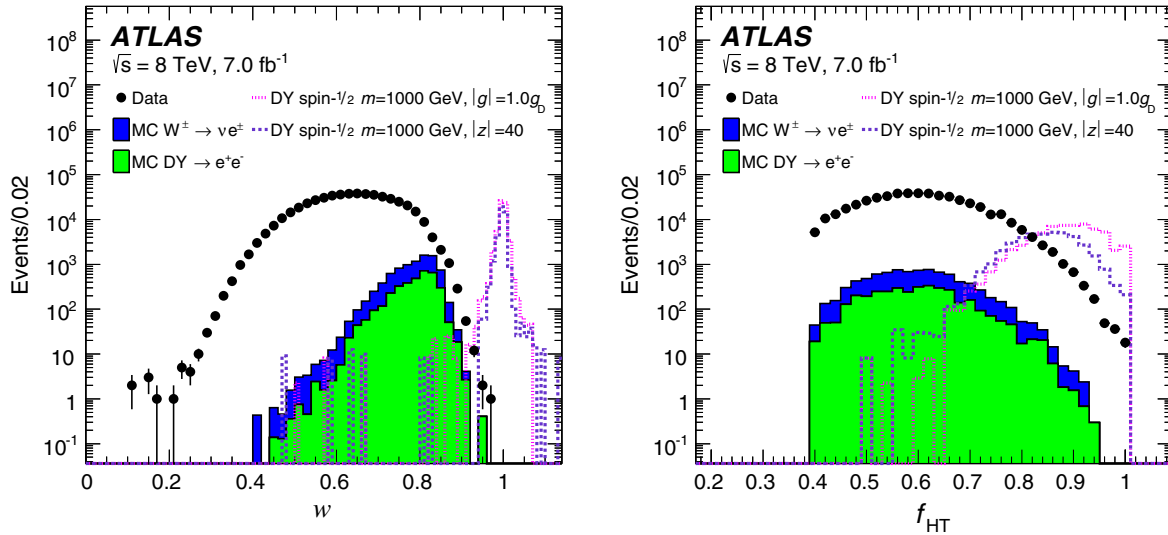 ATLAS
√s = 8 TeV, 7.0 fb⁻¹
Data
MC W± → νe±
MC DY → e⁺e⁻
DY spin-1/2 m=1000 GeV, |g|=1.0g_D
DY spin-1/2 m=1000 GeV, |z|=40
Events/0.02
10⁸
10⁷
10⁶
10⁵
10⁴
10³
10²
10
1
10⁻¹
0 0.2 0.4 0.6 0.8 1
w
ATLAS
√s = 8 TeV, 7.0 fb⁻¹
Data
MC W± → νe±
MC DY → e⁺e⁻
DY spin-1/2 m=1000 GeV, |g|=1.0g_D
DY spin-1/2 m=1000 GeV, |z|=40
Events/0.02
10⁸
10⁷
10⁶
10⁵
10⁴
10³
10²
10
1
10⁻¹
0.2 0.3 0.4 0.5 0.6 0.7 0.8 0.9 1
f_HT